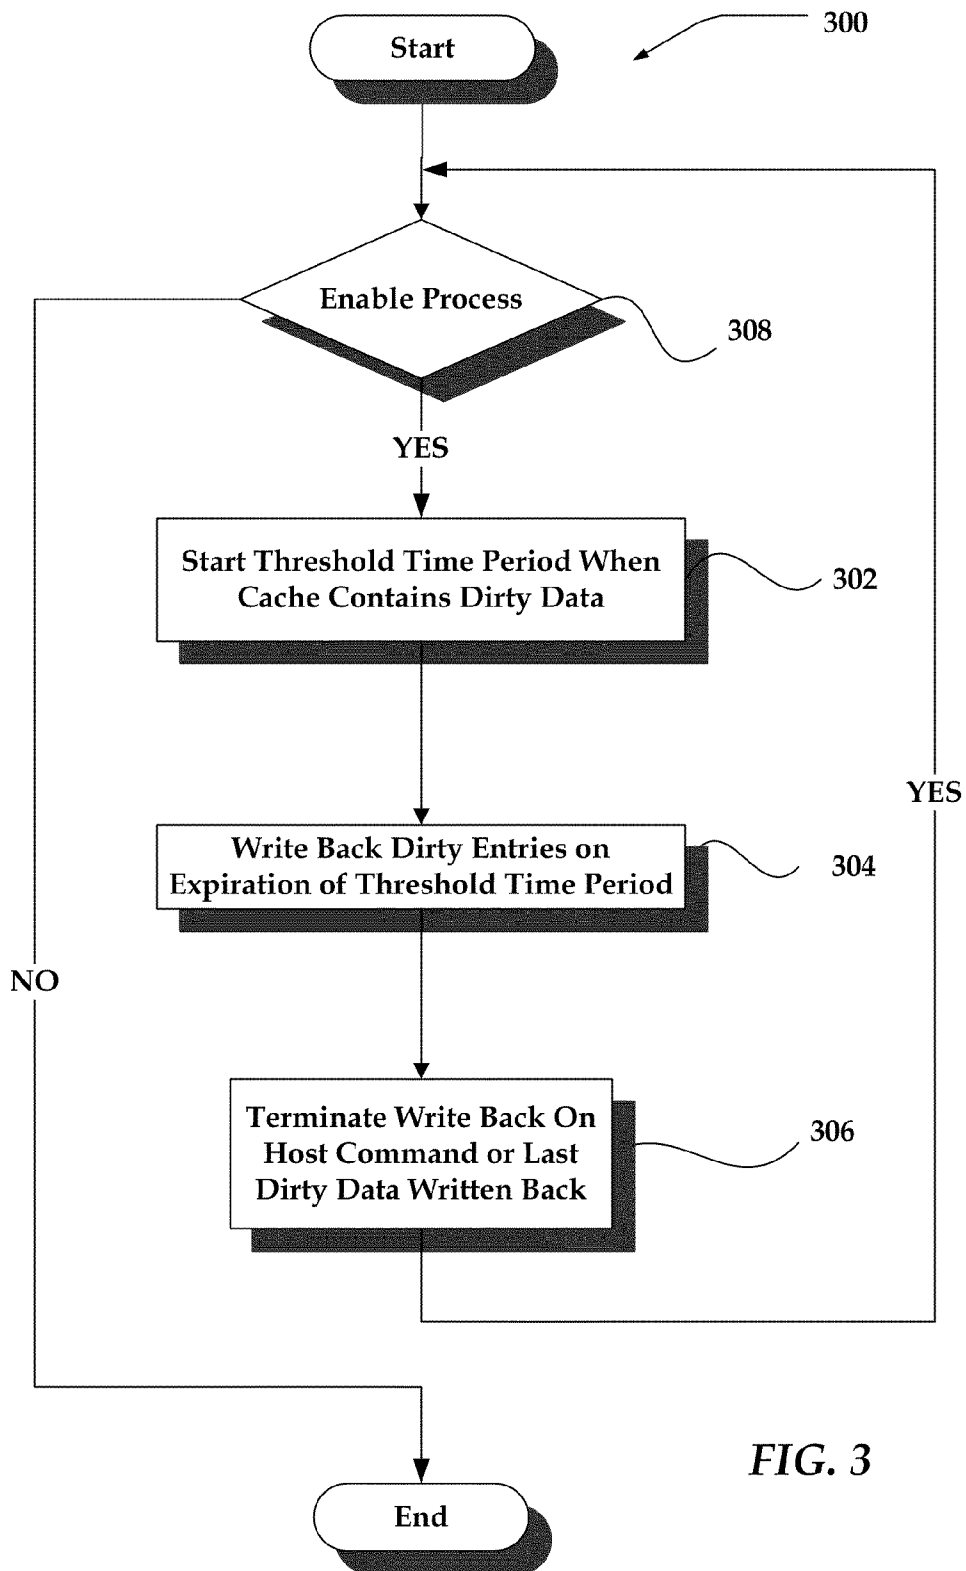 300
Start
Enable Process
308
YES
Start Threshold Time Period When
Cache Contains Dirty Data
302
YES
Write Back Dirty Entries on
Expiration of Threshold Time Period
304
NO
Terminate Write Back On
Host Command or Last
Dirty Data Written Back
306
FIG. 3
End